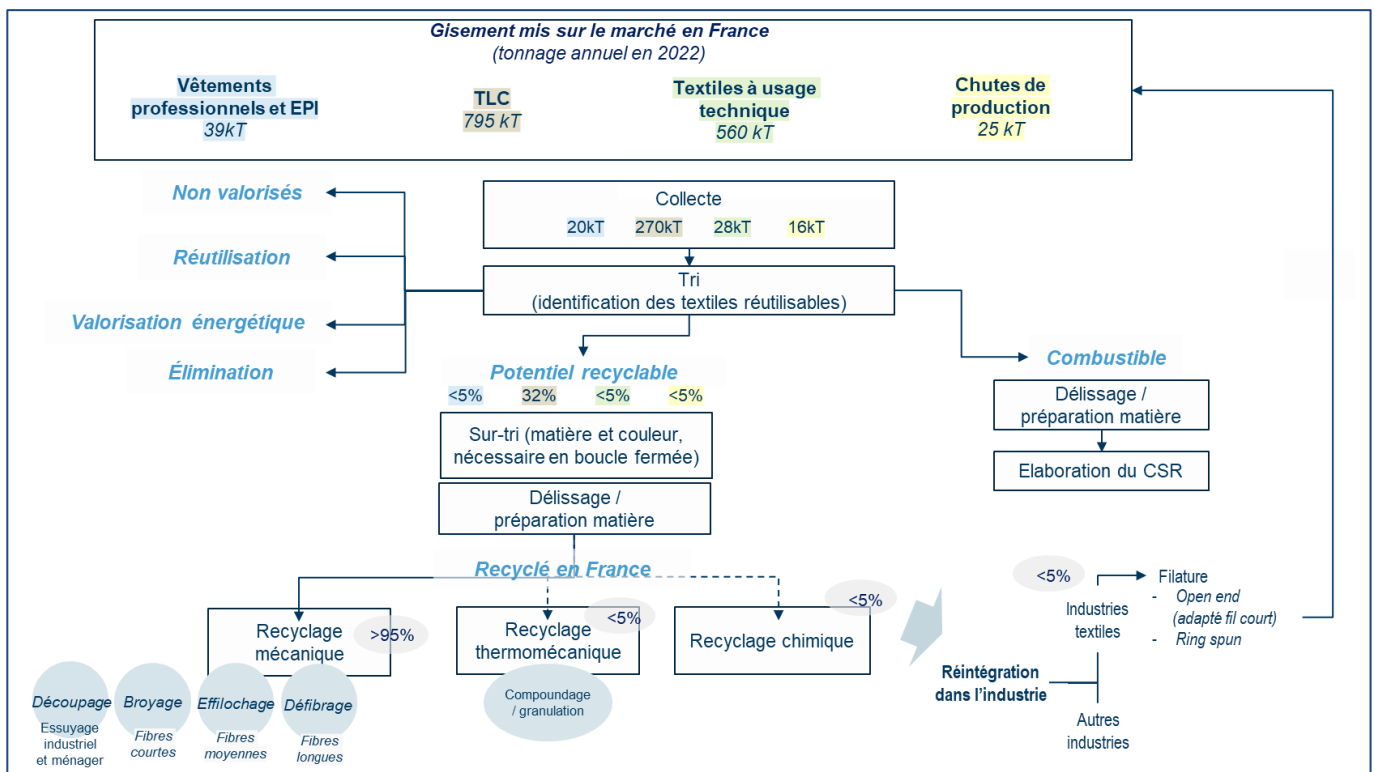 Gisement mis sur le marché en France
(tonnage annuel en 2022)
Vêtements
professionnels et EPI
39kT
TLC
795 kT
Textiles à usage
technique
560 kT
Chutes de
production
25 kT
Non valorisés
Réutilisation
Valorisation énergétique
Élimination
Collecte
20kT 270kT 28kT 16kT
Tri
(identification des textiles réutilisables)
Potentiel recyclable
<5% 32% <5% <5%
Sur-tri (matière et couleur,
nécessaire en boucle fermée)
Délissage /
préparation matière
Combustible
Délissage /
préparation matière
Elaboration du CSR
Recyclé en France
Recyclage
mécanique
>95%
Recyclage
thermomécanique
<5%
Recyclage chimique
<5%
Découpage
Essuyage
industriel
et ménager
Broyage
Fibres
courtes
Effilochage
Fibres
moyennes
Défibrage
Fibres
longues
Compoundage
/ granulation
Réintégration
dans l’industrie
<5%
Industries
textiles
Filature
- Open end
(adapté fil court)
- Ring spun
Autres
industries